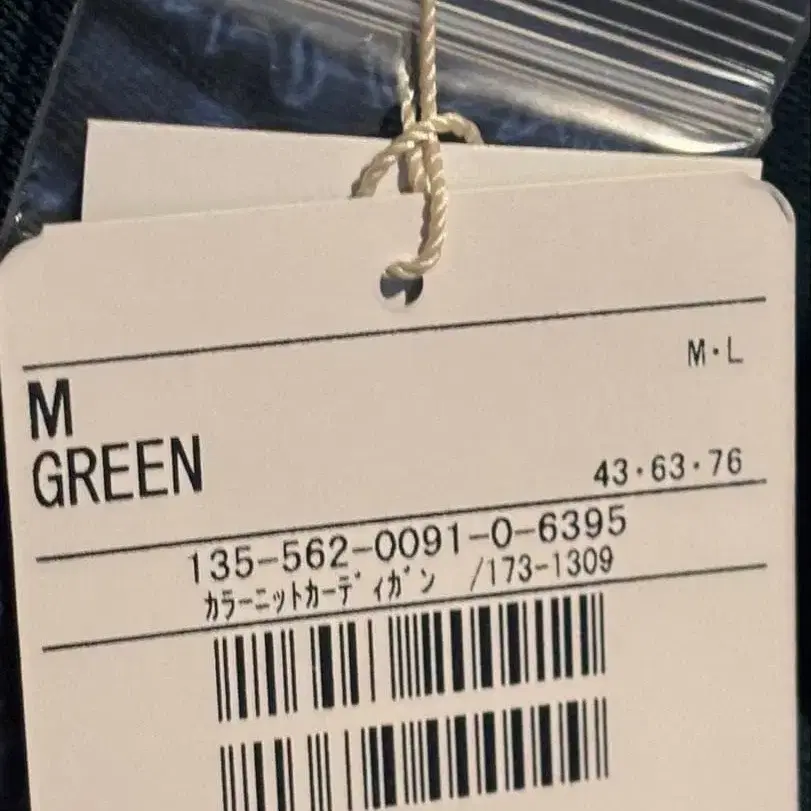 M・L
M
GREEN
43・63・76
135-562-0091-0-6395
カラーニットカーディガン /173-1309